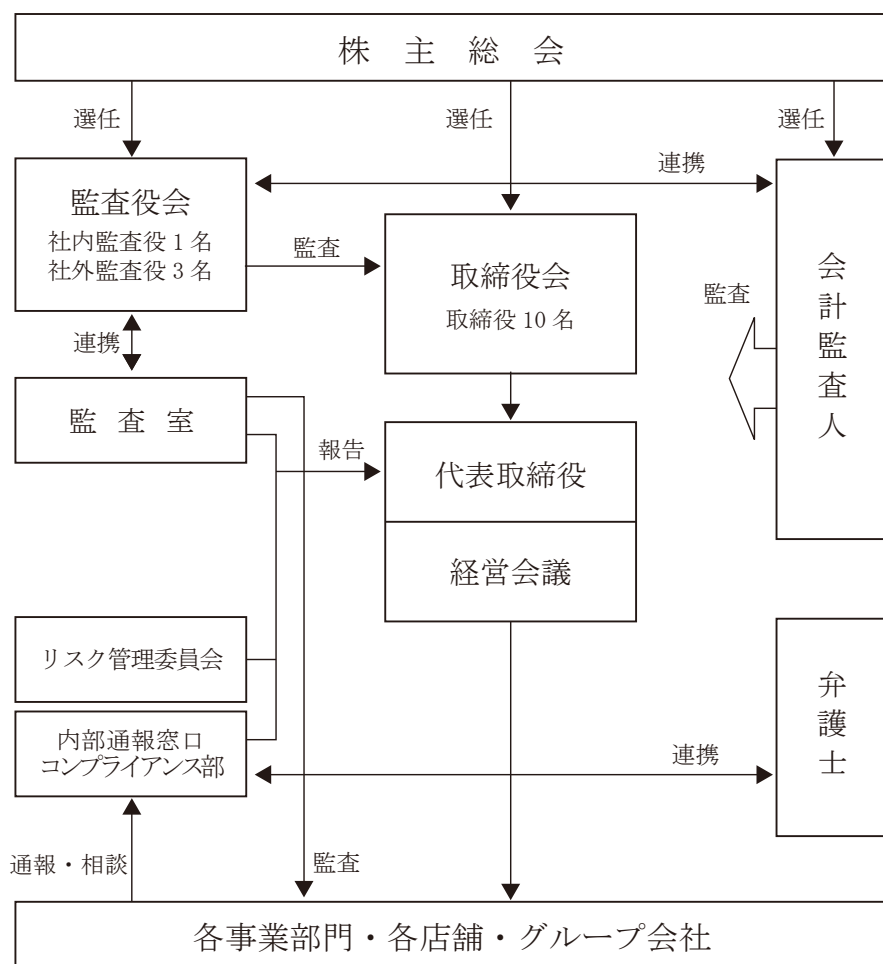 株主総会
選任
選任
選任
監査役会
社内監査役1名
社外監査役3名
連携
監査
取締役会
取締役10名
会計監査人
監査
連携
監査室
報告
代表取締役
経営会議
リスク管理委員会
内部通報窓口
コンプライアンス部
連携
弁護士
通報・相談
監査
各事業部門・各店舗・グループ会社